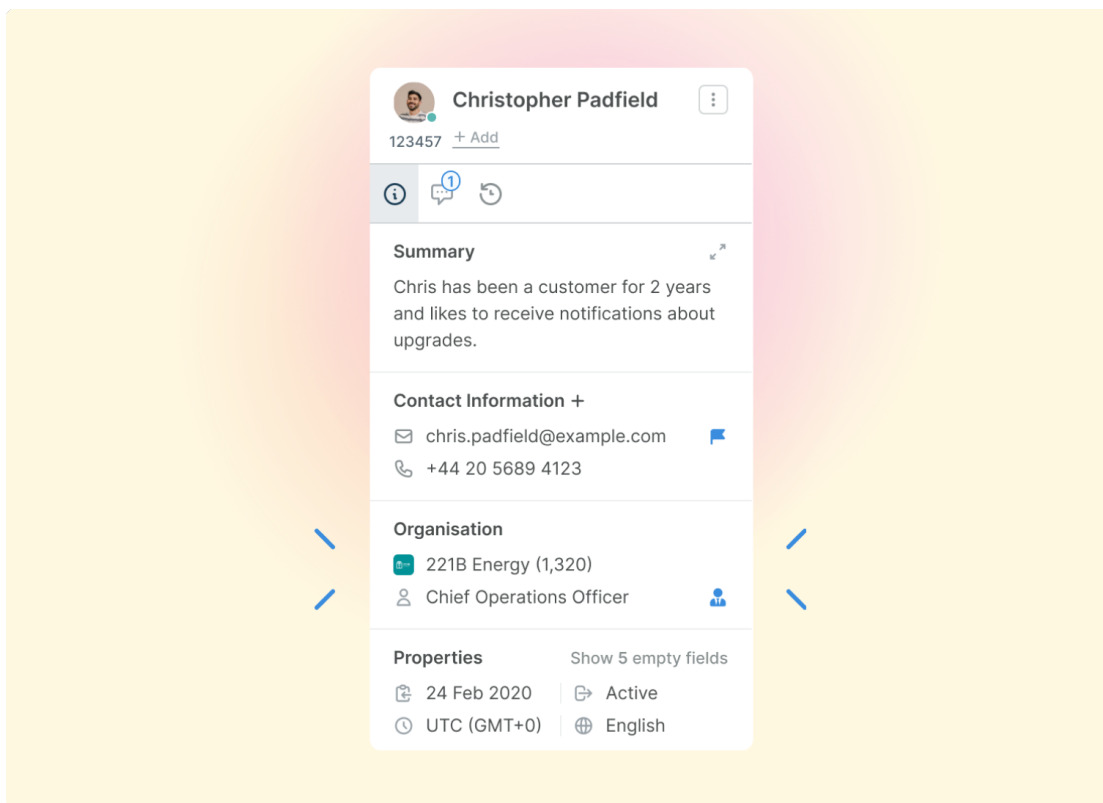 Christopher Padfield
123457 + Add
1
Summary
Chris has been a customer for 2 years
and likes to receive notifications about
upgrades.
Contact Information +
chris.padfield@example.com
+44 20 5689 4123
Organisation
221B Energy (1,320)
Chief Operations Officer
Properties Show 5 empty fields
24 Feb 2020 Active
UTC (GMT+0) English